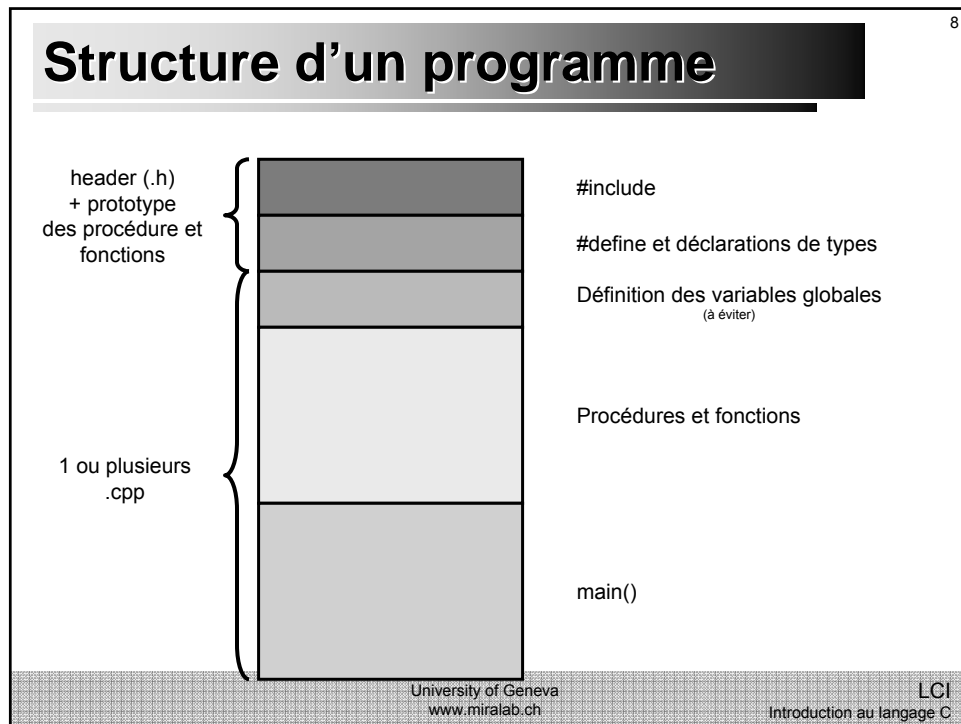 8
Structure d'un programme
header (.h)
+ prototype
des procédure et
fonctions
#include
#define et déclarations de types
Définition des variables globales
(à éviter)
Procédures et fonctions
1 ou plusieurs
.cpp
main()
University of Geneva
www.miralab.ch
LCI
Introduction au langage C